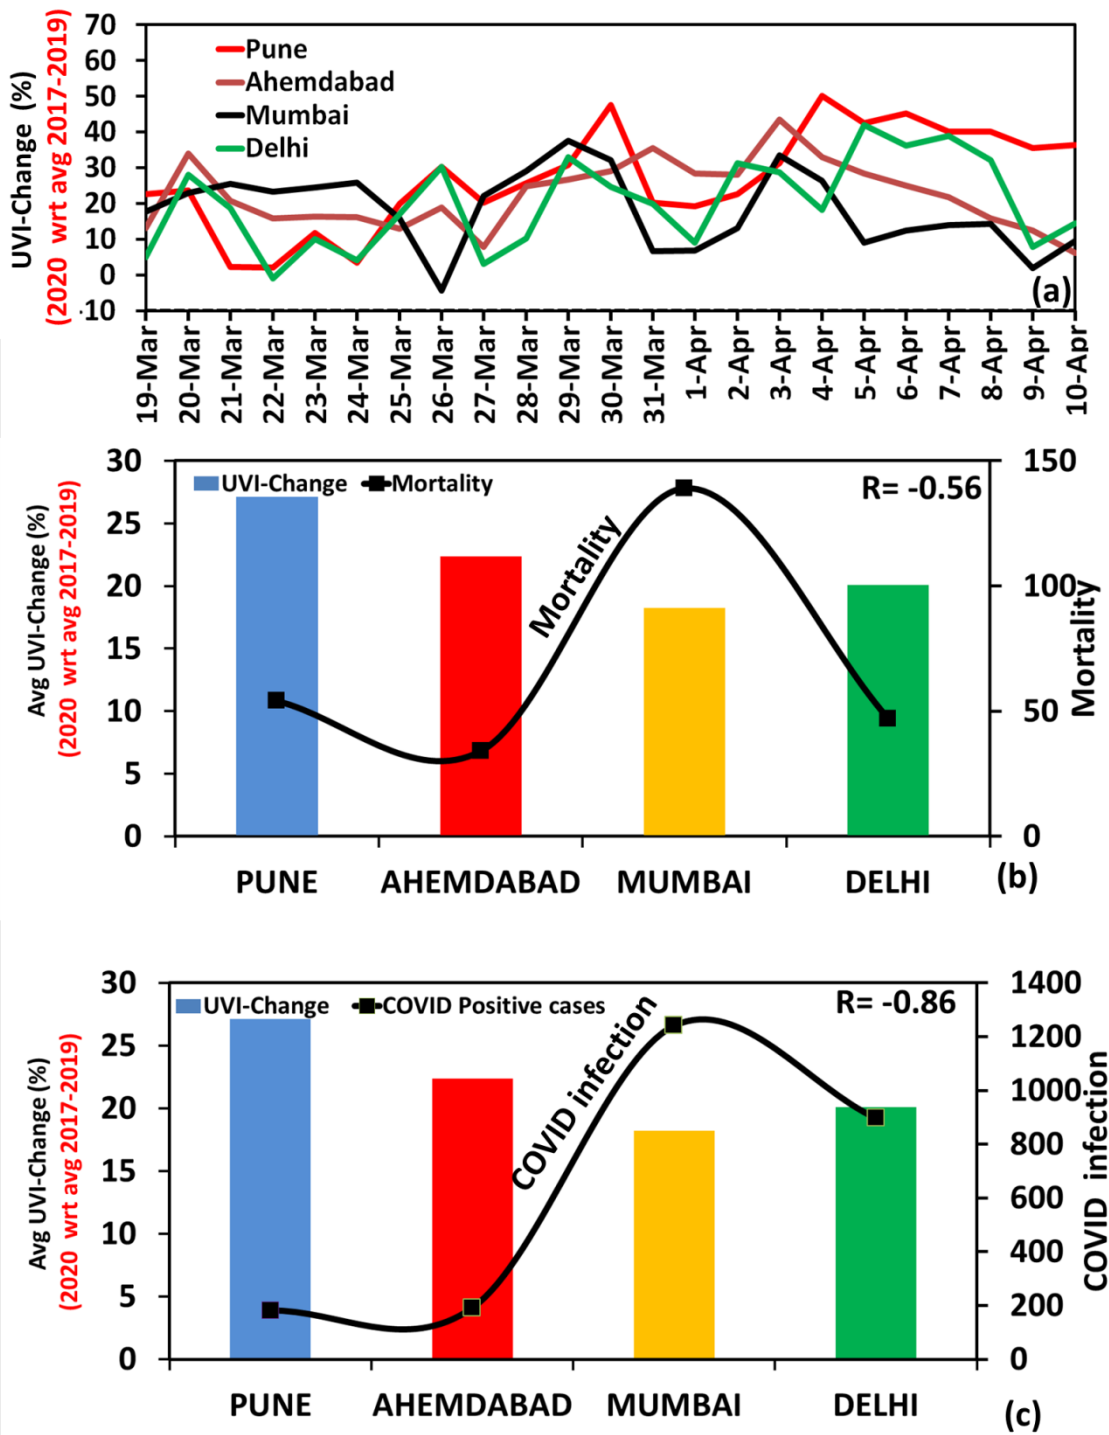 UVI-Change (%)
(2020 wrt avg 2017-2019)
70
60
50
40
30
20
10
0
-10
Pune
Ahemdabad
Mumbai
Delhi
(a)
19-Mar
20-Mar
21-Mar
22-Mar
23-Mar
24-Mar
25-Mar
26-Mar
27-Mar
28-Mar
29-Mar
30-Mar
31-Mar
1-Apr
2-Apr
3-Apr
4-Apr
5-Apr
6-Apr
7-Apr
8-Apr
9-Apr
10-Apr
Avg UVI-Change (%)
(2020 wrt avg 2017-2019)
30
25
20
15
10
5
0
UVI-Change Mortality
R= -0.56
Mortality
150
100
50
0
Mortality
PUNE AHEMDABAD MUMBAI DELHI
(b)
Avg UVI-Change (%)
(2020 wrt avg 2017-2019)
30
25
20
15
10
5
0
UVI-Change COVID Positive cases
R= -0.86
COVID infection
1400
1200
1000
800
600
400
200
0
COVID infection
PUNE AHEMDABAD MUMBAI DELHI
(c)